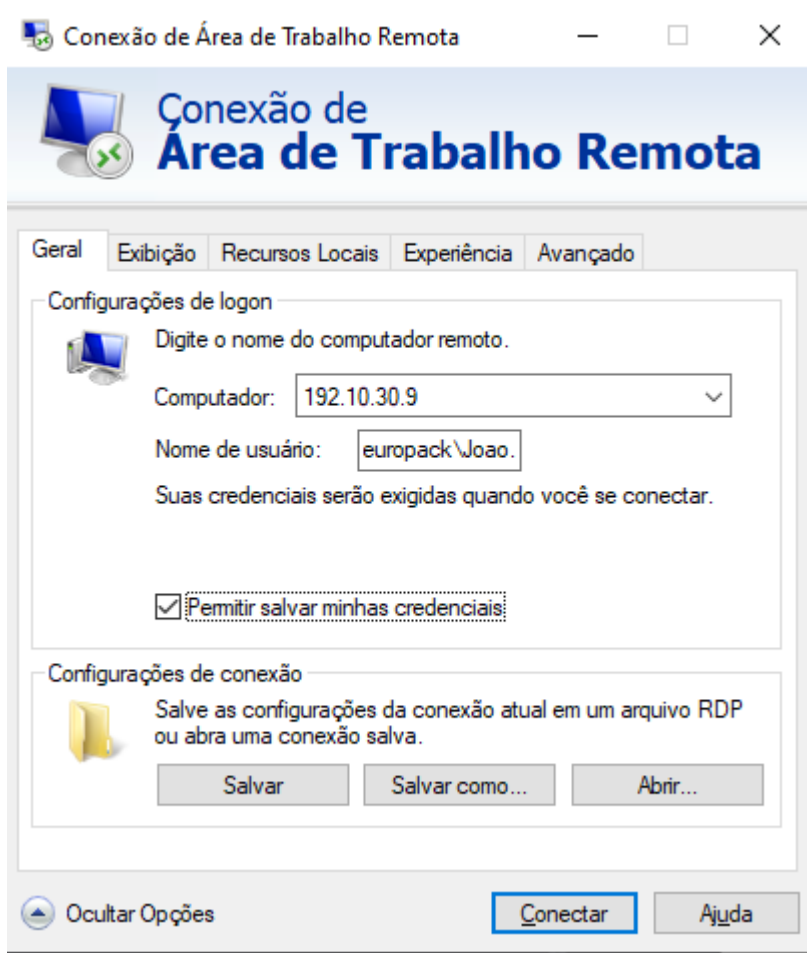 Conexão de Área de Trabalho Remota
Conexão de
Área de Trabalho Remota
Geral Exibição Recursos Locais Experiência Avançado
Configurações de logon
Digite o nome do computador remoto.
Computador: 192.10.30.9
Nome de usuário: europack\Joao.
Suas credenciais serão exigidas quando você se conectar.
Permitir salvar minhas credenciais
Configurações de conexão
Salve as configurações da conexão atual em um arquivo RDP
ou abra uma conexão salva.
Salvar Salvar como... Abrir...
Ocultar Opções Conectar Ajuda